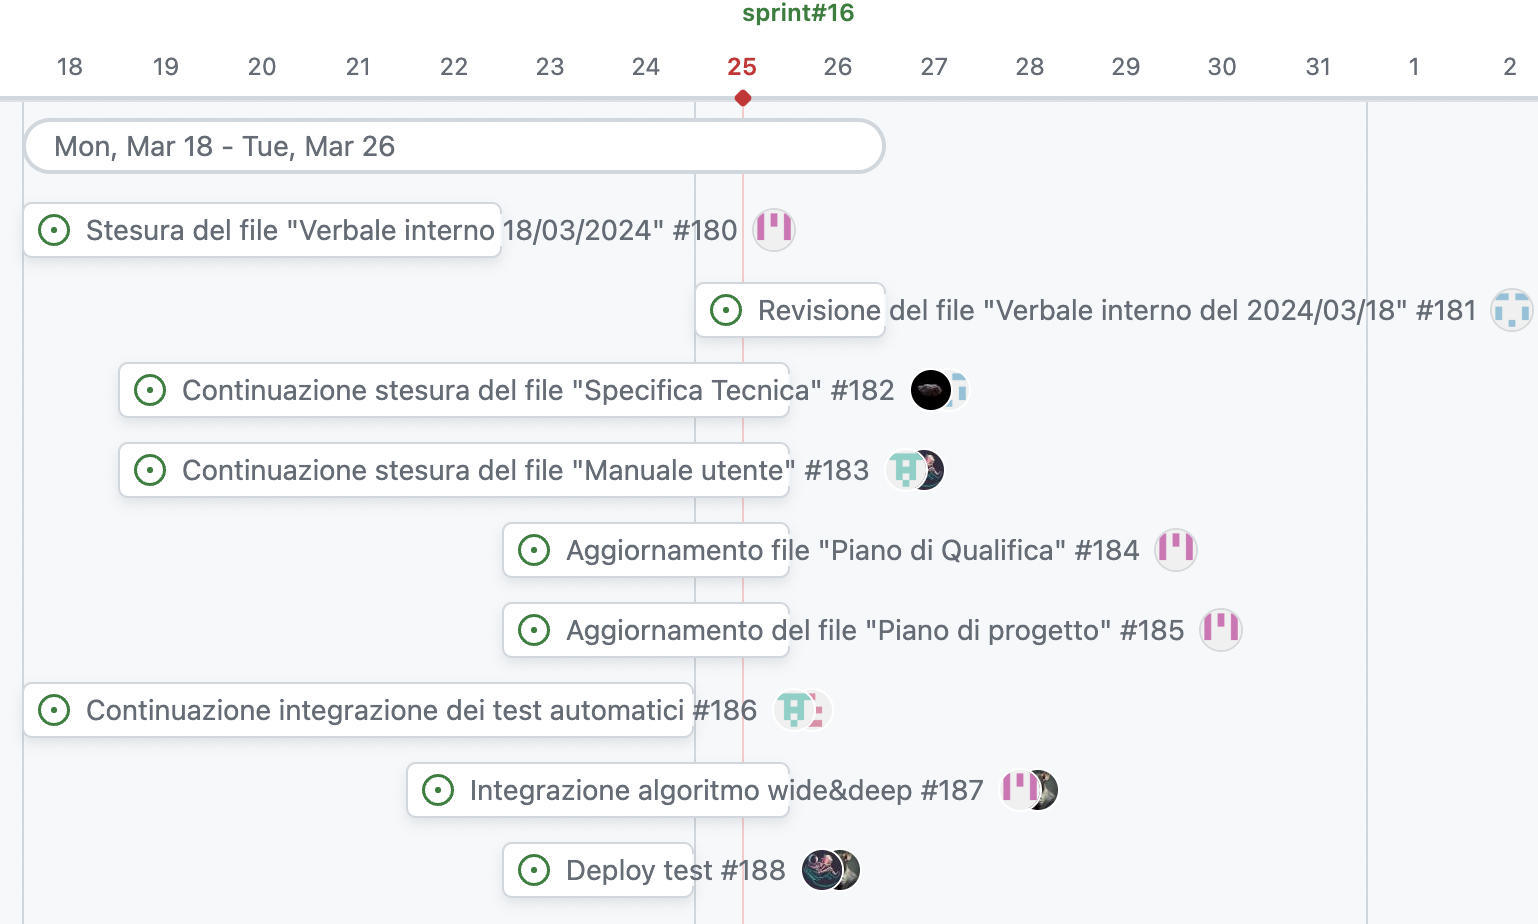 sprint#16
18 19 20 21 22 23 24 25 26 27 28 29 30 31 1 2
Mon, Mar 18 - Tue, Mar 26
Stesura del file "Verbale interno 18/03/2024" #180
Revisione del file "Verbale interno del 2024/03/18" #181
Continuazione stesura del file "Specifica Tecnica" #182
Continuazione stesura del file "Manuale utente" #183
Aggiornamento file "Piano di Qualifica" #184
Aggiornamento del file "Piano di progetto" #185
Continuazione integrazione dei test automatici #186
Integrazione algoritmo wide&deep #187
Deploy test #188